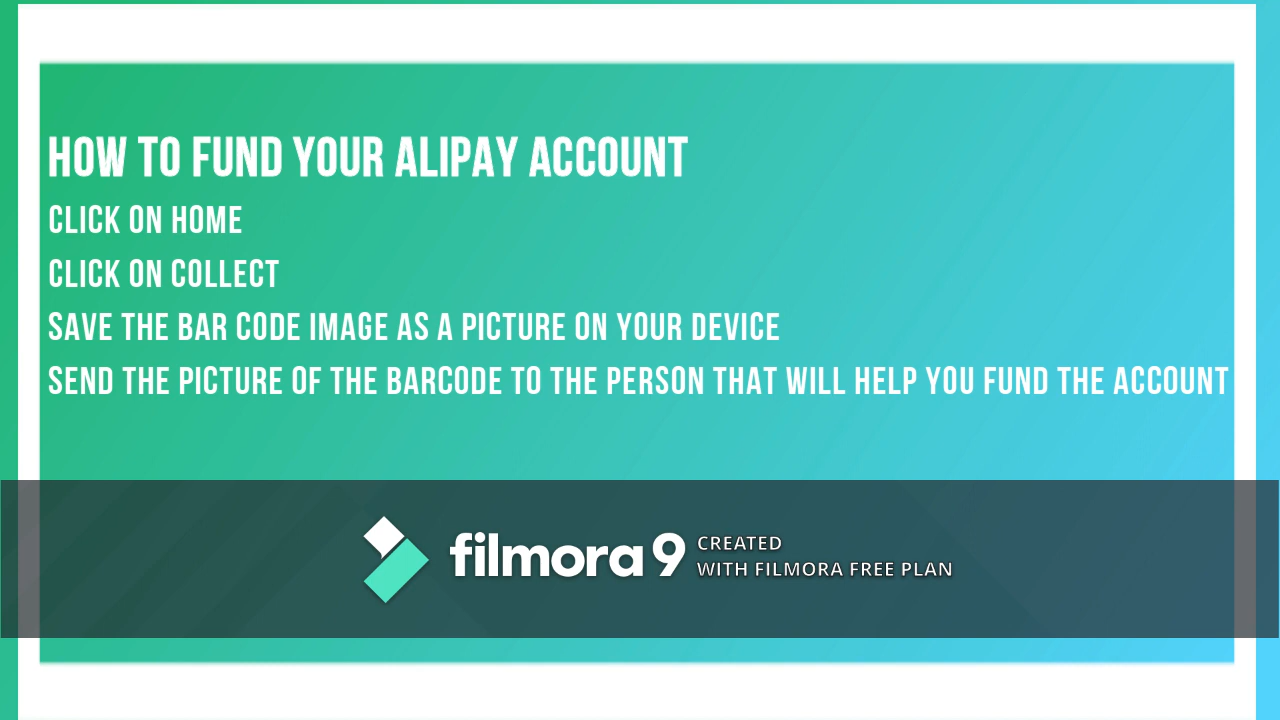 HOW TO FUND YOUR ALIPAY ACCOUNT
CLICK ON HOME
CLICK ON COLLECT
SAVE THE BAR CODE IMAGE AS A PICTURE ON YOUR DEVICE
SEND THE PICTURE OF THE BARCODE TO THE PERSON THAT WILL HELP YOU FUND THE ACCOUNT
filmora 9
CREATED
WITH FILMORA FREE PLAN